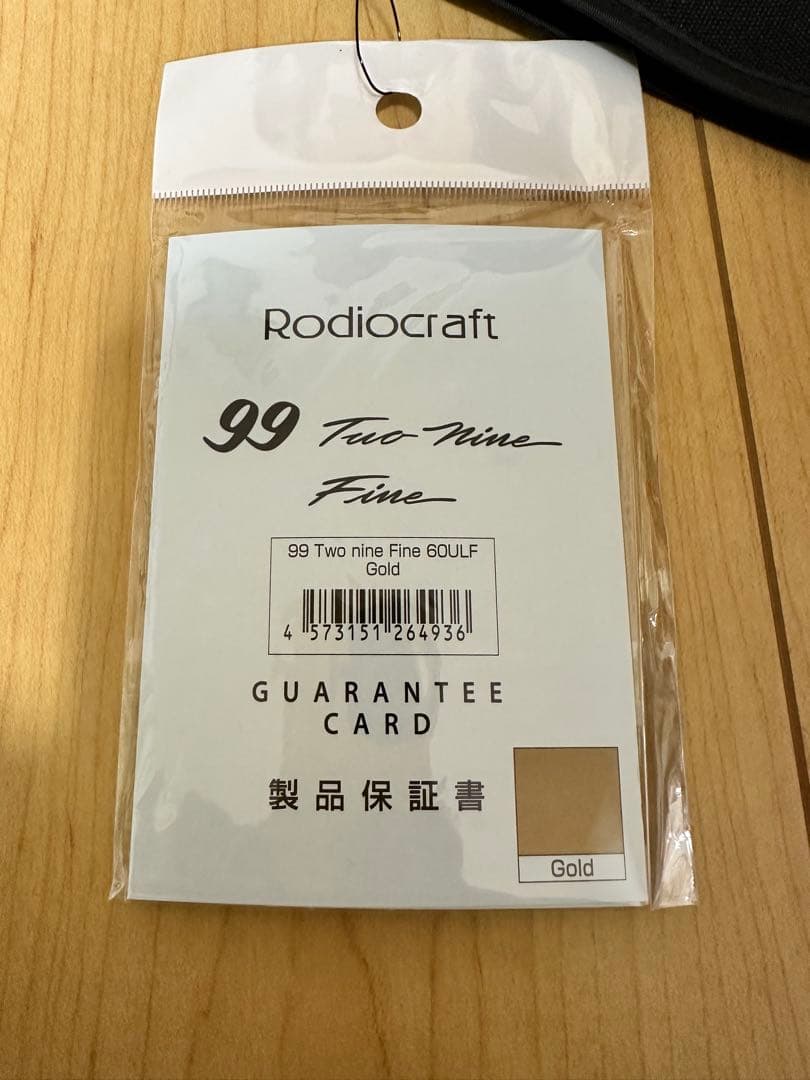 Rodiocraft
99 Two nine
Fine
99 Two nine Fine 60ULF
Gold
4 573151 264936
GUARANTEE
CARD
製品保証書
Gold